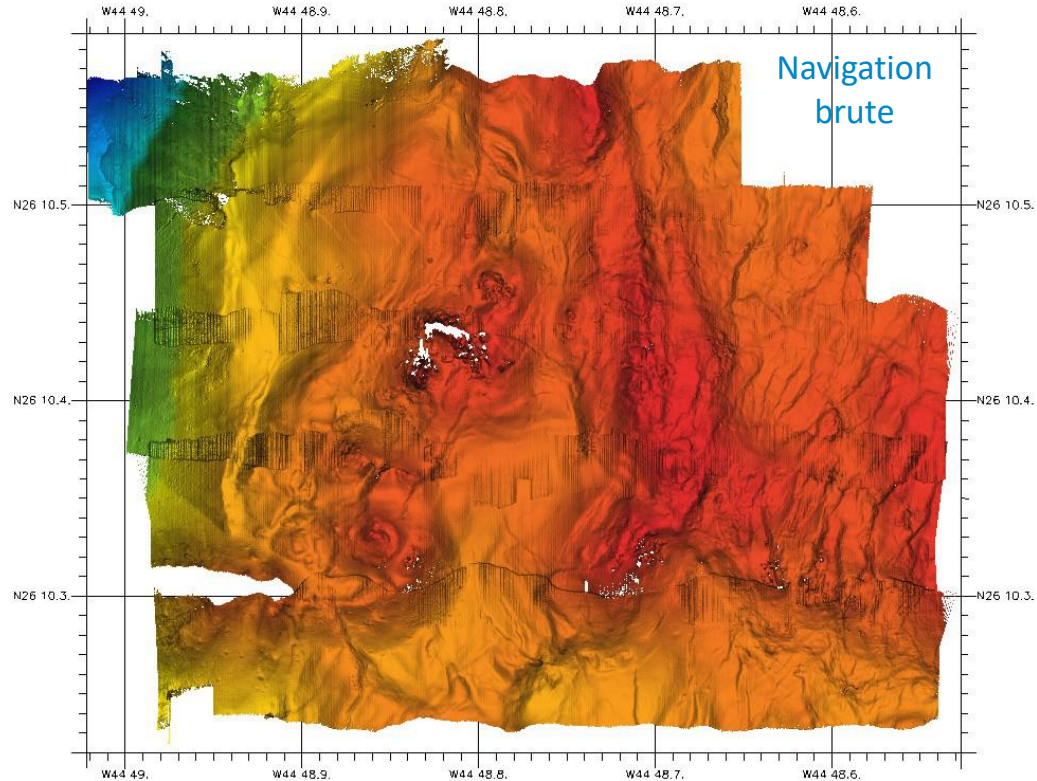 W44 49. W44 48.9. W44 48.8. W44 48.7. W44 48.6.
Navigation
brute
N26 10.5. N26 10.5.
N26 10.4. N26 10.4.
N26 10.3. N26 10.3.
W44 49. W44 48.9. W44 48.8. W44 48.7. W44 48.6.